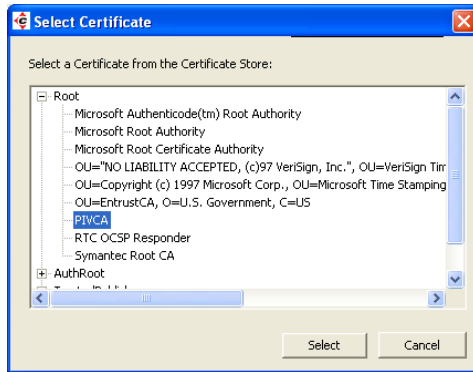 Select Certificate
Select a Certificate from the Certificate Store:
Root
Microsoft Authenticode(tm) Root Authority
Microsoft Root Authority
Microsoft Root Certificate Authority
OU="NO LIABILITY ACCEPTED, (c)97 VeriSign, Inc.", OU=VeriSign Tim
OU=Copyright (c) 1997 Microsoft Corp., OU=Microsoft Time Stamping
OU=EntrustCA, O=U.S. Government, C=US
PIVCA
RTC OCSP Responder
Symantec Root CA
AuthRoot
Select Cancel